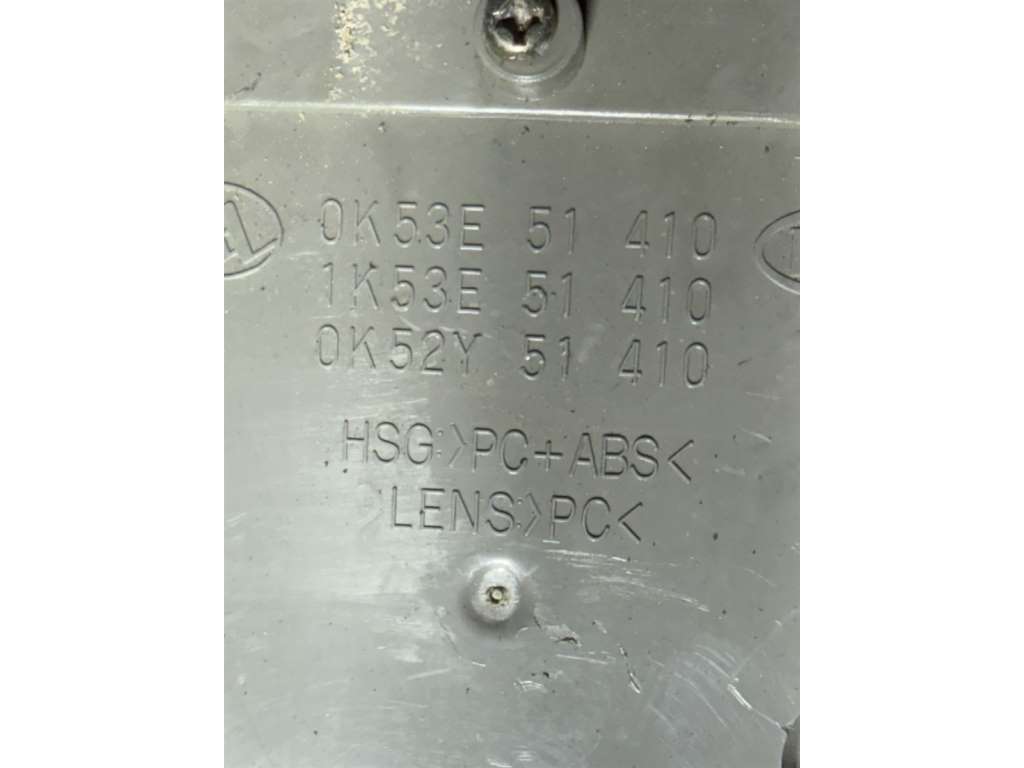 0K53E 51 410
1K53E 51 410
0K52Y 51 410
HSG:>PC+ABS<
LENS:>PC<